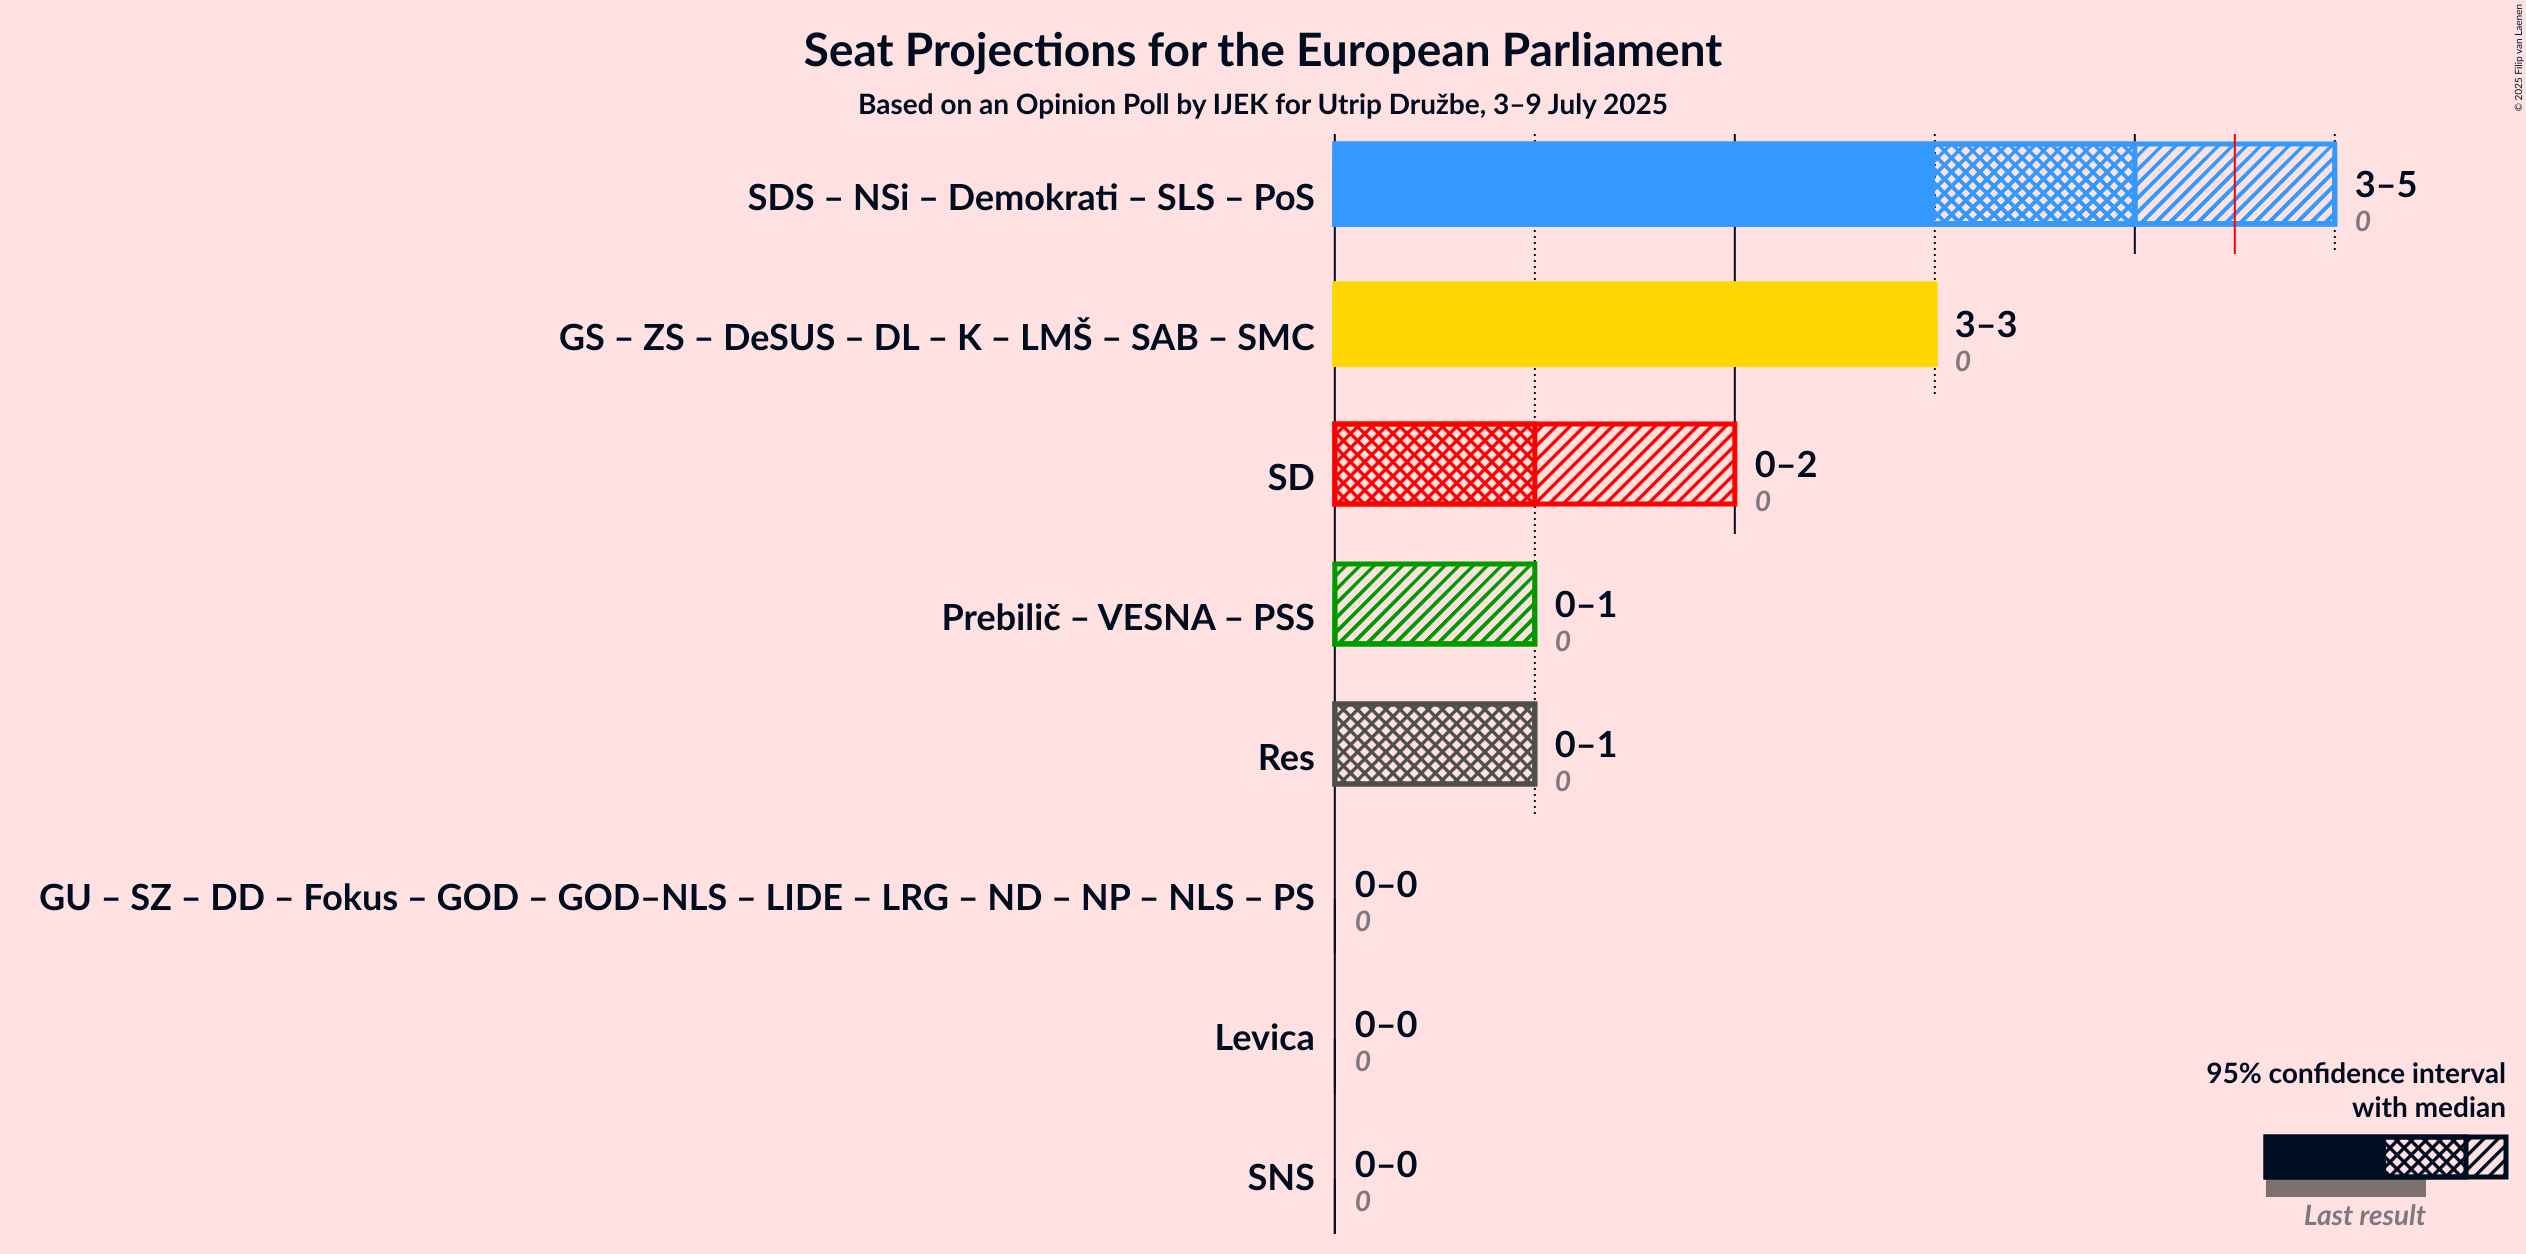 Seat Projections for the European Parliament
Based on an Opinion Poll by IJEK for Utrip Družbe, 3–9 July 2025
© 2025 Filip van Laenen
SDS – NSi – Demokrati – SLS – PoS
3–5
0
GS – ZS – DeSUS – DL – K – LMŠ – SAB – SMC
3–3
0
SD
0–2
0
Prebilič – VESNA – PSS
0–1
0
Res
0–1
0
GU – SZ – DD – Fokus – GOD – GOD–NLS – LIDE – LRG – ND – NP – NLS – PS
0–0
0
Levica
0–0
0
SNS
0–0
0
95% confidence interval
with median
Last result